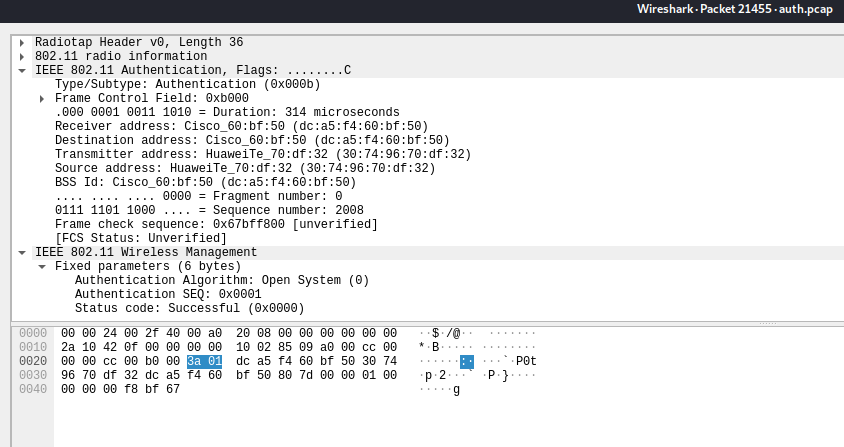 Wireshark · Packet 21455 · auth.pcap
Radiotap Header v0, Length 36
802.11 radio information
IEEE 802.11 Authentication, Flags: ........C
Type/Subtype: Authentication (0x000b)
Frame Control Field: 0xb000
.000 0001 0011 1010 = Duration: 314 microseconds
Receiver address: Cisco_60:bf:50 (dc:a5:f4:60:bf:50)
Destination address: Cisco_60:bf:50 (dc:a5:f4:60:bf:50)
Transmitter address: HuaweiTe_70:df:32 (30:74:96:70:df:32)
Source address: HuaweiTe_70:df:32 (30:74:96:70:df:32)
BSS Id: Cisco_60:bf:50 (dc:a5:f4:60:bf:50)
.... .... .... 0000 = Fragment number: 0
0111 1101 1000 .... = Sequence number: 2008
Frame check sequence: 0x67bff800 [unverified]
[FCS Status: Unverified]
IEEE 802.11 Wireless Management
Fixed parameters (6 bytes)
Authentication Algorithm: Open System (0)
Authentication SEQ: 0x0001
Status code: Successful (0x0000)
0000 00 00 24 00 2f 40 00 a0 20 08 00 00 00 00 00 00 ··$·/@·· ·······
0010 2a 10 42 0f 00 00 00 00 10 02 85 09 a0 00 cc 00 *·B····· ········
0020 00 00 cc 00 b0 00 3a 01 dc a5 f4 60 bf 50 30 74 ······:· ···`·P0t
0030 96 70 df 32 dc a5 f4 60 bf 50 80 7d 00 00 01 00 ·p·2···` ·P·}····
0040 00 00 00 f8 bf 67 ·····g